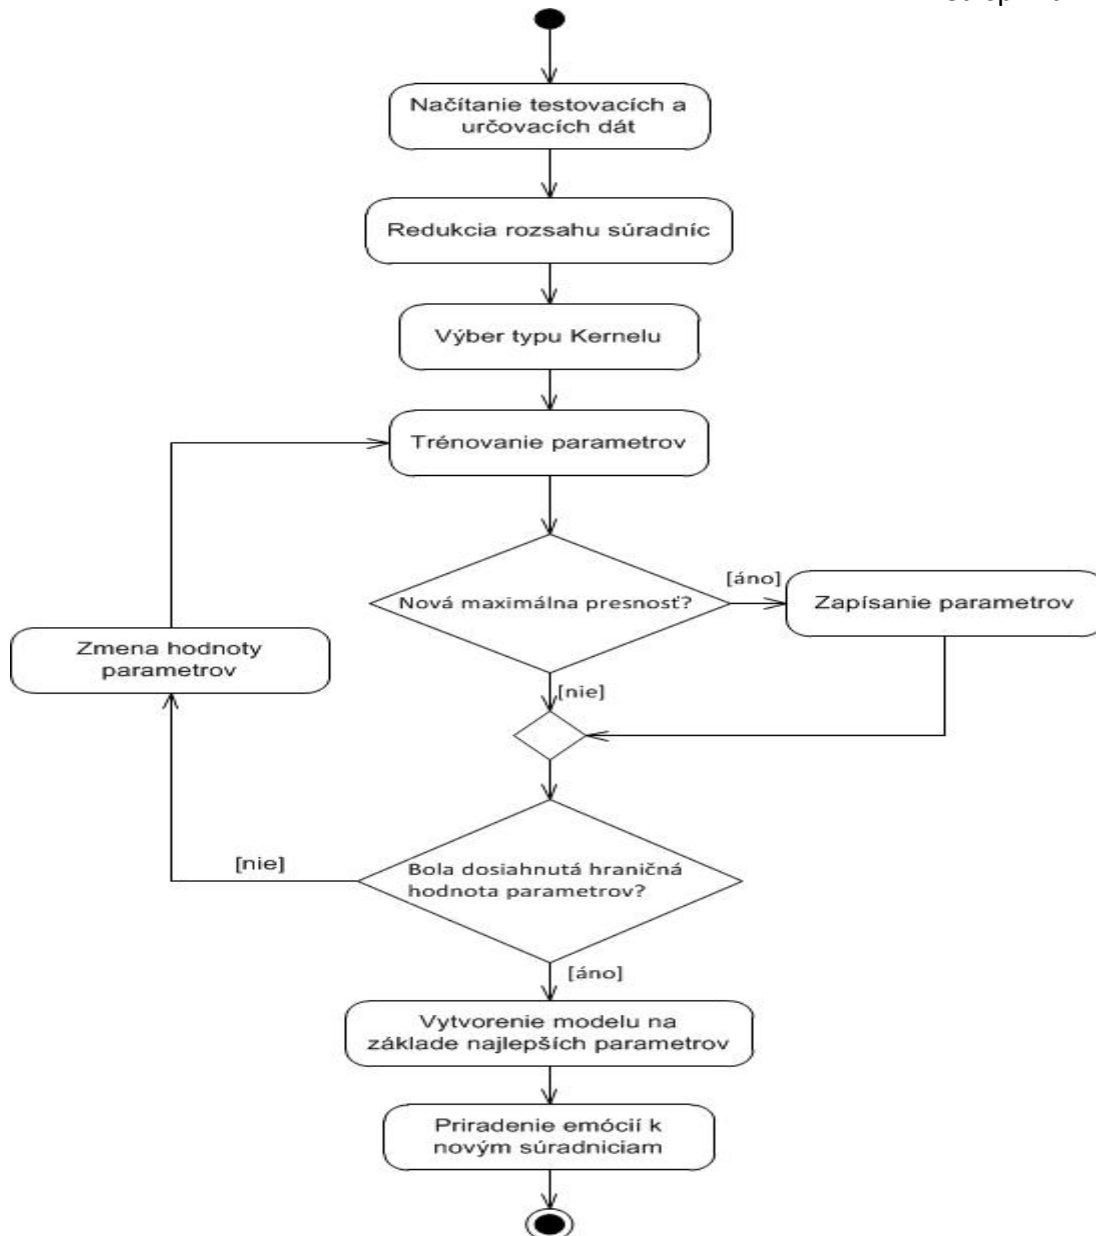 Načítanie testovacích a
určovacích dát
Redukcia rozsahu súradníc
Výber typu Kernelu
Trénovanie parametrov
Nová maximálna presnosť?
[áno]
Zapísanie parametrov
Zmena hodnoty
parametrov
[nie]
[nie]
Bola dosiahnutá hraničná
hodnota parametrov?
[áno]
Vytvorenie modelu na
základe najlepších parametrov
Priradenie emócií k
novým súradniciam